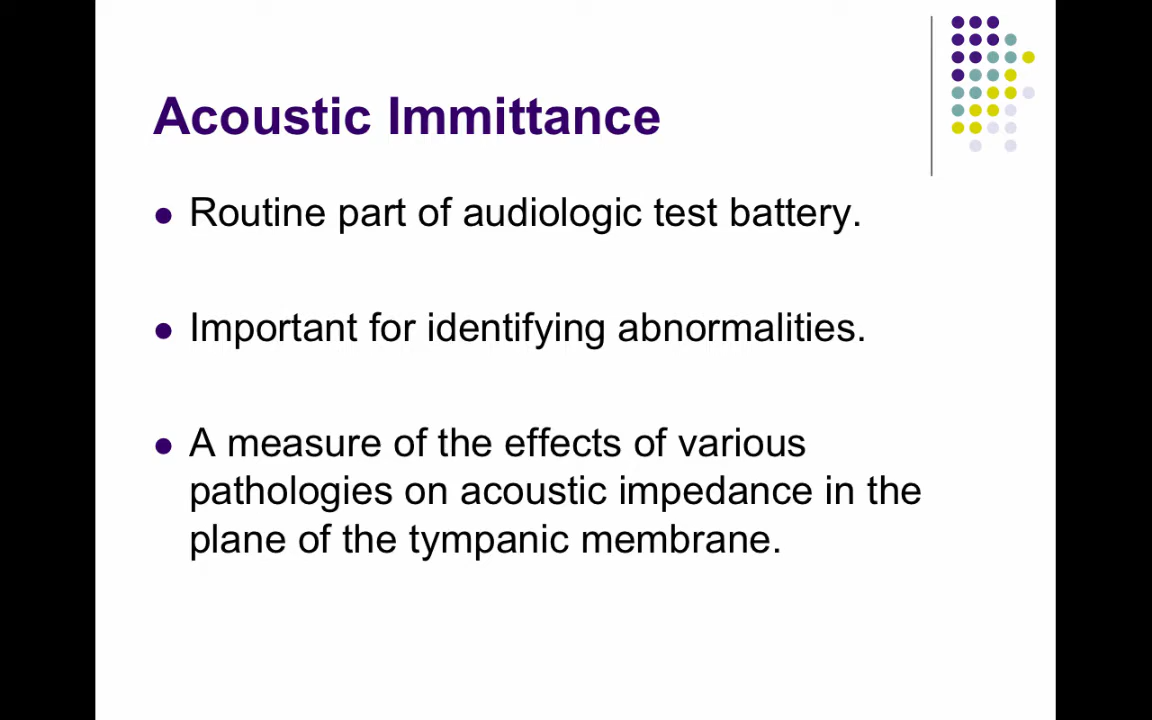 Acoustic Immittance
Routine part of audiologic test battery.
Important for identifying abnormalities.
A measure of the effects of various
pathologies on acoustic impedance in the
plane of the tympanic membrane.